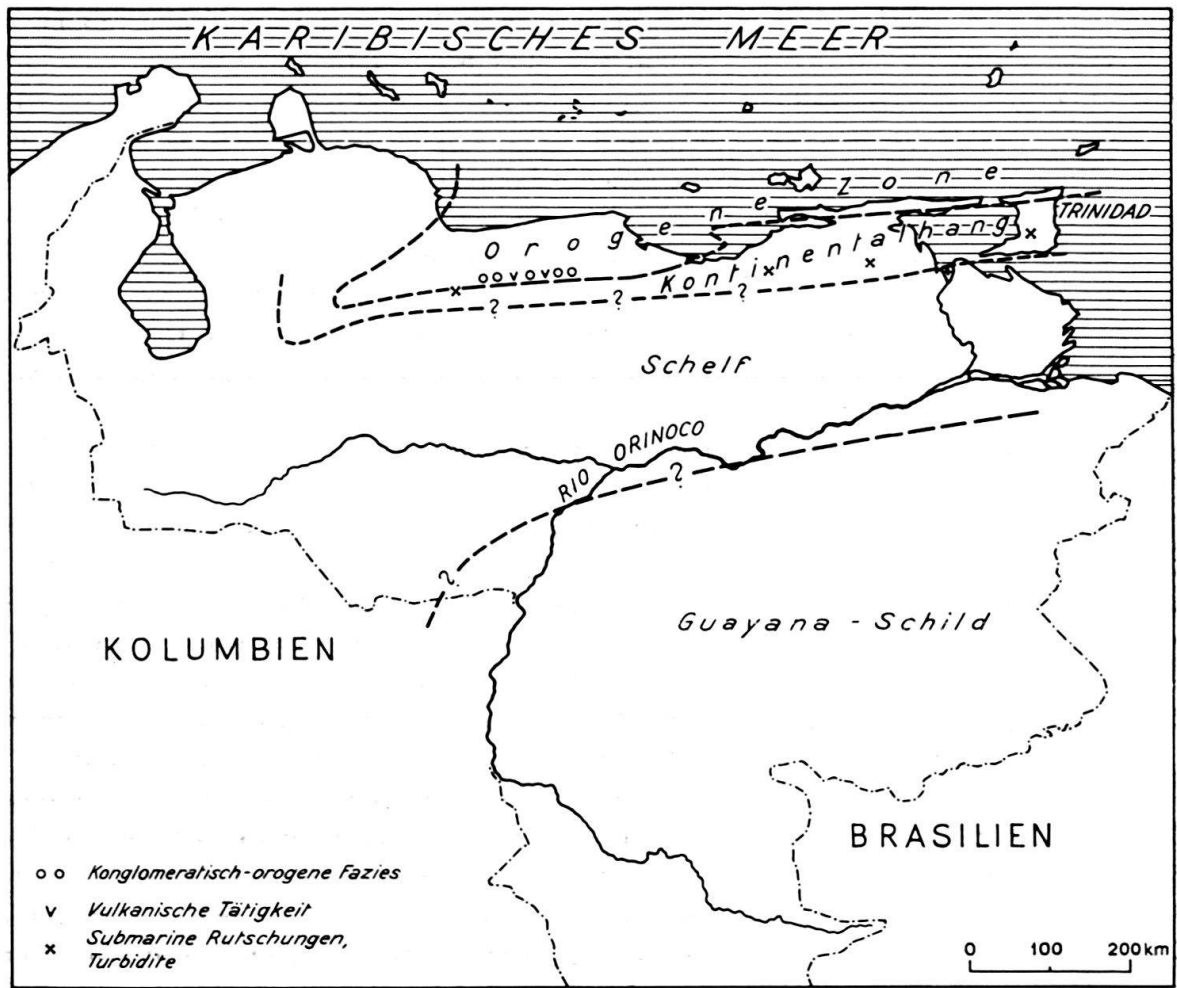 KARIBISCHES MEER
Orogene Zone
TRINIDAD
Kontinentalhang
? ? ?
Schelf
RIO ORINOCO
?
?
Guayana - Schild
KOLUMBIEN
BRASILIEN
o o Konglomeratisch-orogene Fazies
v Vulkanische Tätigkeit
x Submarine Rutschung,
Turbidite
0 100 200 km